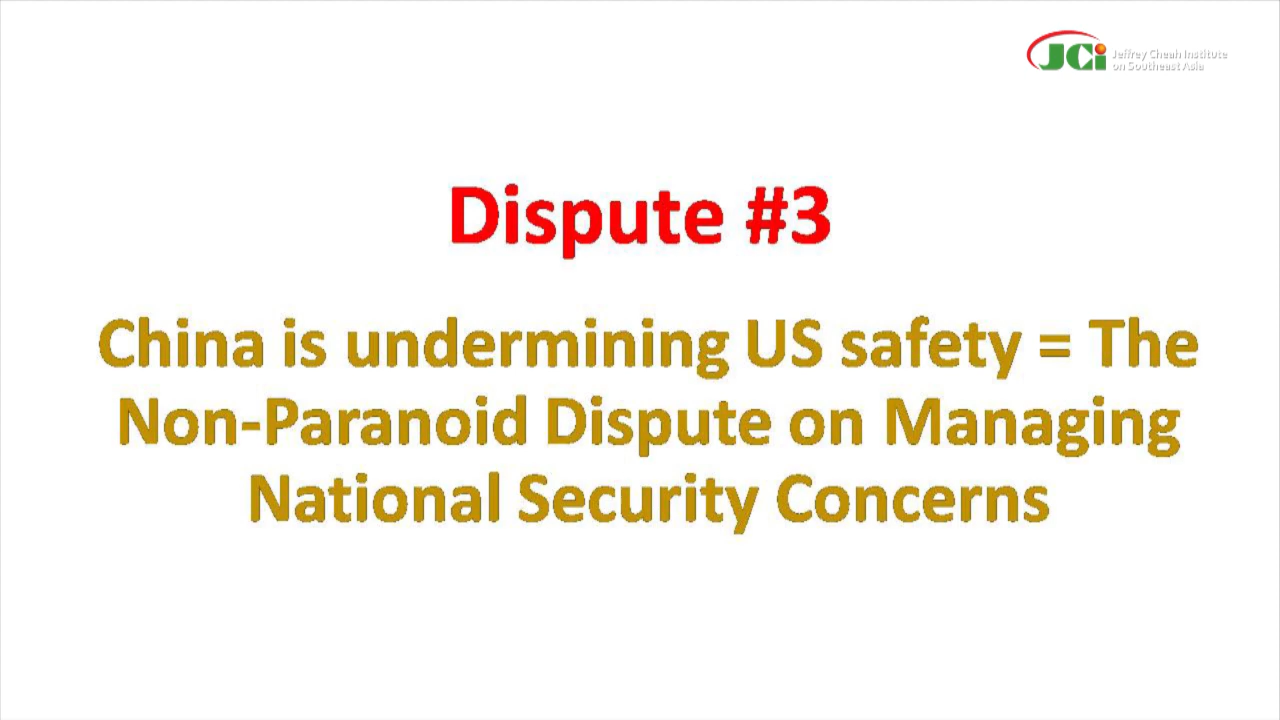 JCi Jeffrey Cheah Institute
on Southeast Asia
Dispute #3
China is undermining US safety = The
Non-Paranoid Dispute on Managing
National Security Concerns